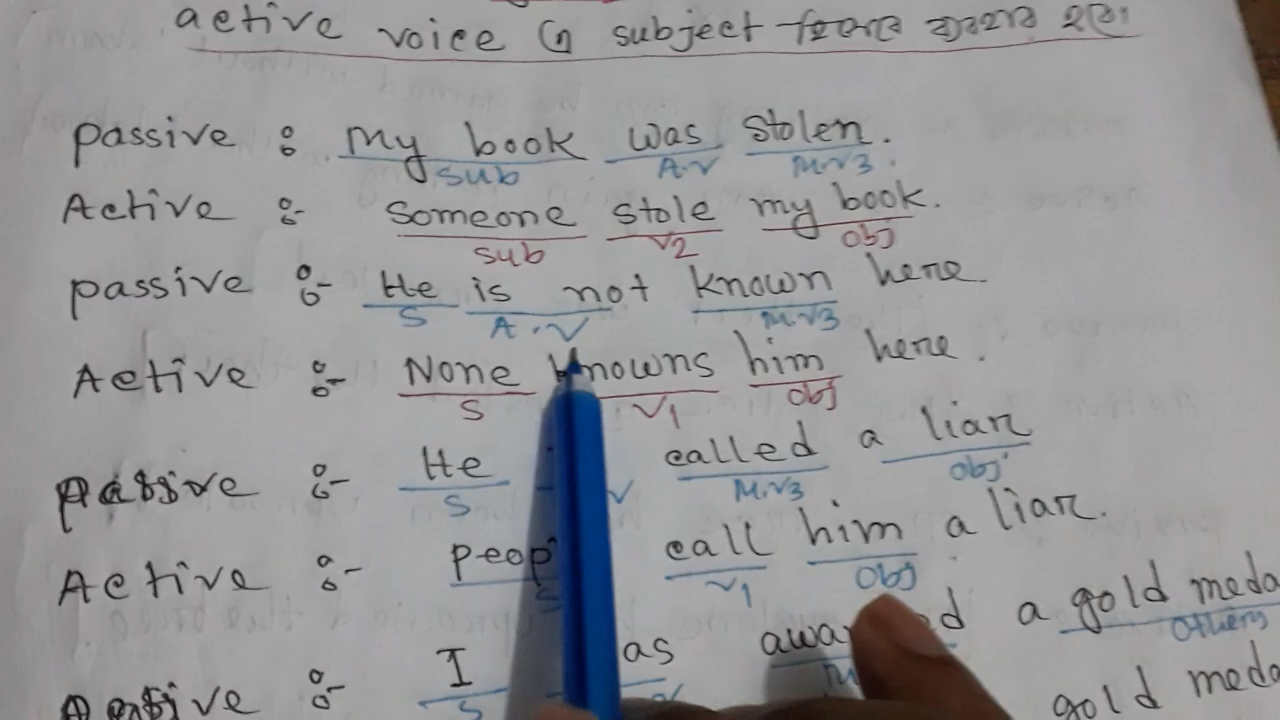 active voice এ subject হিসাবে ব্যবহার হবে।
passive : My book was stolen.
sub A.v M.v3.
Active :- Someone stole my book.
sub v2 obj
passive :- He is not known here.
S A.v M.v3
Active :- None knowns him here.
S V1 obj
passive :- He called a liar
S v M.v3. obj
Active :- peop call him a liar.
S v1 obj
passive :- I as a gold meda
S others
gold meda